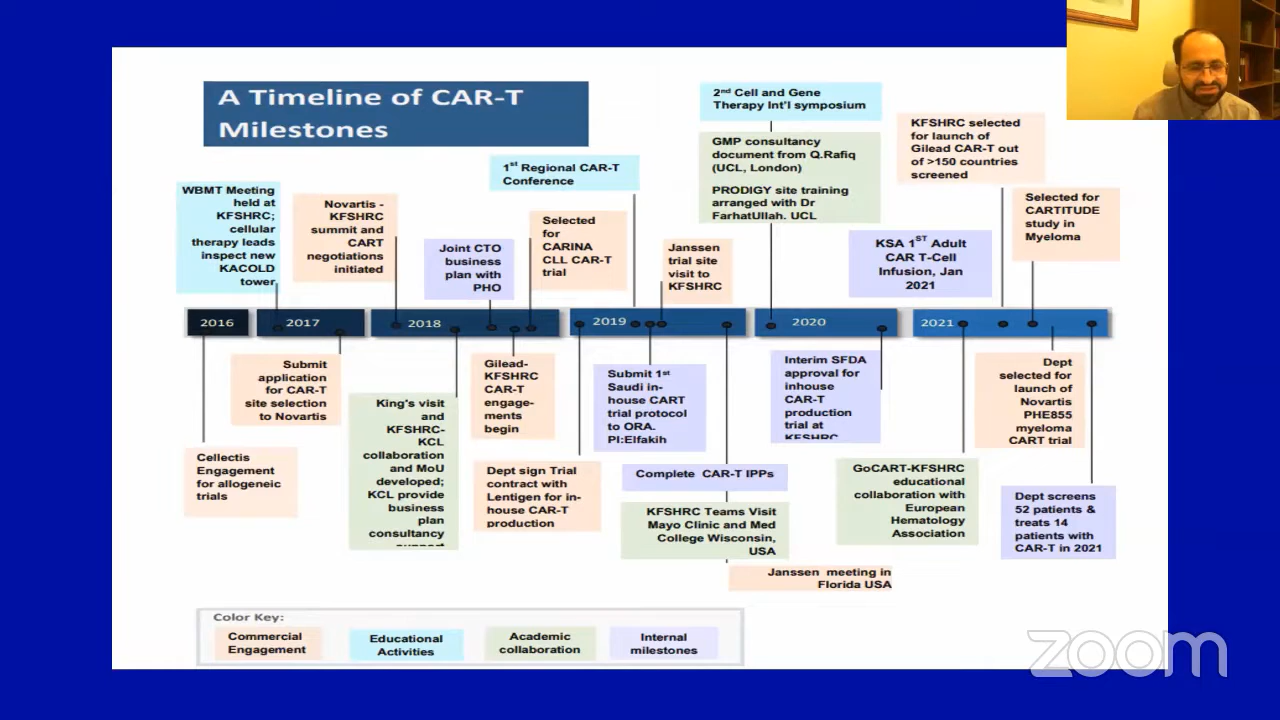 A Timeline of CAR-T
Milestones
2nd Cell and Gene
Therapy Int'l symposium
GMP consultancy
document from Q.Rafiq
(UCL, London)
PRODIGY site training
arranged with Dr
FarhatUllah. UCL
KFSHRC selected
for launch of
Gilead CAR-T out
of >150 countries
screened
1st Regional CAR-T
Conference
WBMT Meeting
held at
KFSHRC;
cellular
therapy leads
inspect new
KACOLD
tower
Novartis -
KFSHRC
summit and
CART
negotiations
initiated
Joint CTO
business
plan with
PHO
Selected
for
CARINA
CLL CAR-T
trial
Janssen
trial site
visit to
KFSHRC
KSA 1ST Adult
CAR T-Cell
Infusion, Jan
2021
Selected for
CARTITUDE
study in
Myeloma
2016
2017
2018
2019
2020
2021
Submit
application
for CAR-T
site selection
to Novartis
Cellectis
Engagement
for allogeneic
trials
King's visit
and
KFSHRC-
KCL
collaboration
and MoU
developed;
KCL provide
business
plan
consultancy
support
Gilead-
KFSHRC
CAR-T
engage-
ments
begin
Dept sign Trial
contract with
Lentigen for in-
house CAR-T
production
Submit 1st
Saudi in-
house CART
trial protocol
to ORA.
PI:Elfakih
Complete CAR-T IPPs
KFSHRC Teams Visit
Mayo Clinic and Med
College Wisconsin,
USA
Janssen meeting in
Florida USA
Interim SFDA
approval for
inhouse
CAR-T
production
trial at
KFSHRC
GoCART-KFSHRC
educational
collaboration with
European
Hematology
Association
Dept
selected for
launch of
Novartis
PHE855
myeloma
CART trial
Dept screens
52 patients &
treats 14
patients with
CAR-T in 2021
Color Key:
Commercial
Engagement
Educational
Activities
Academic
collaboration
Internal
milestones
zoom